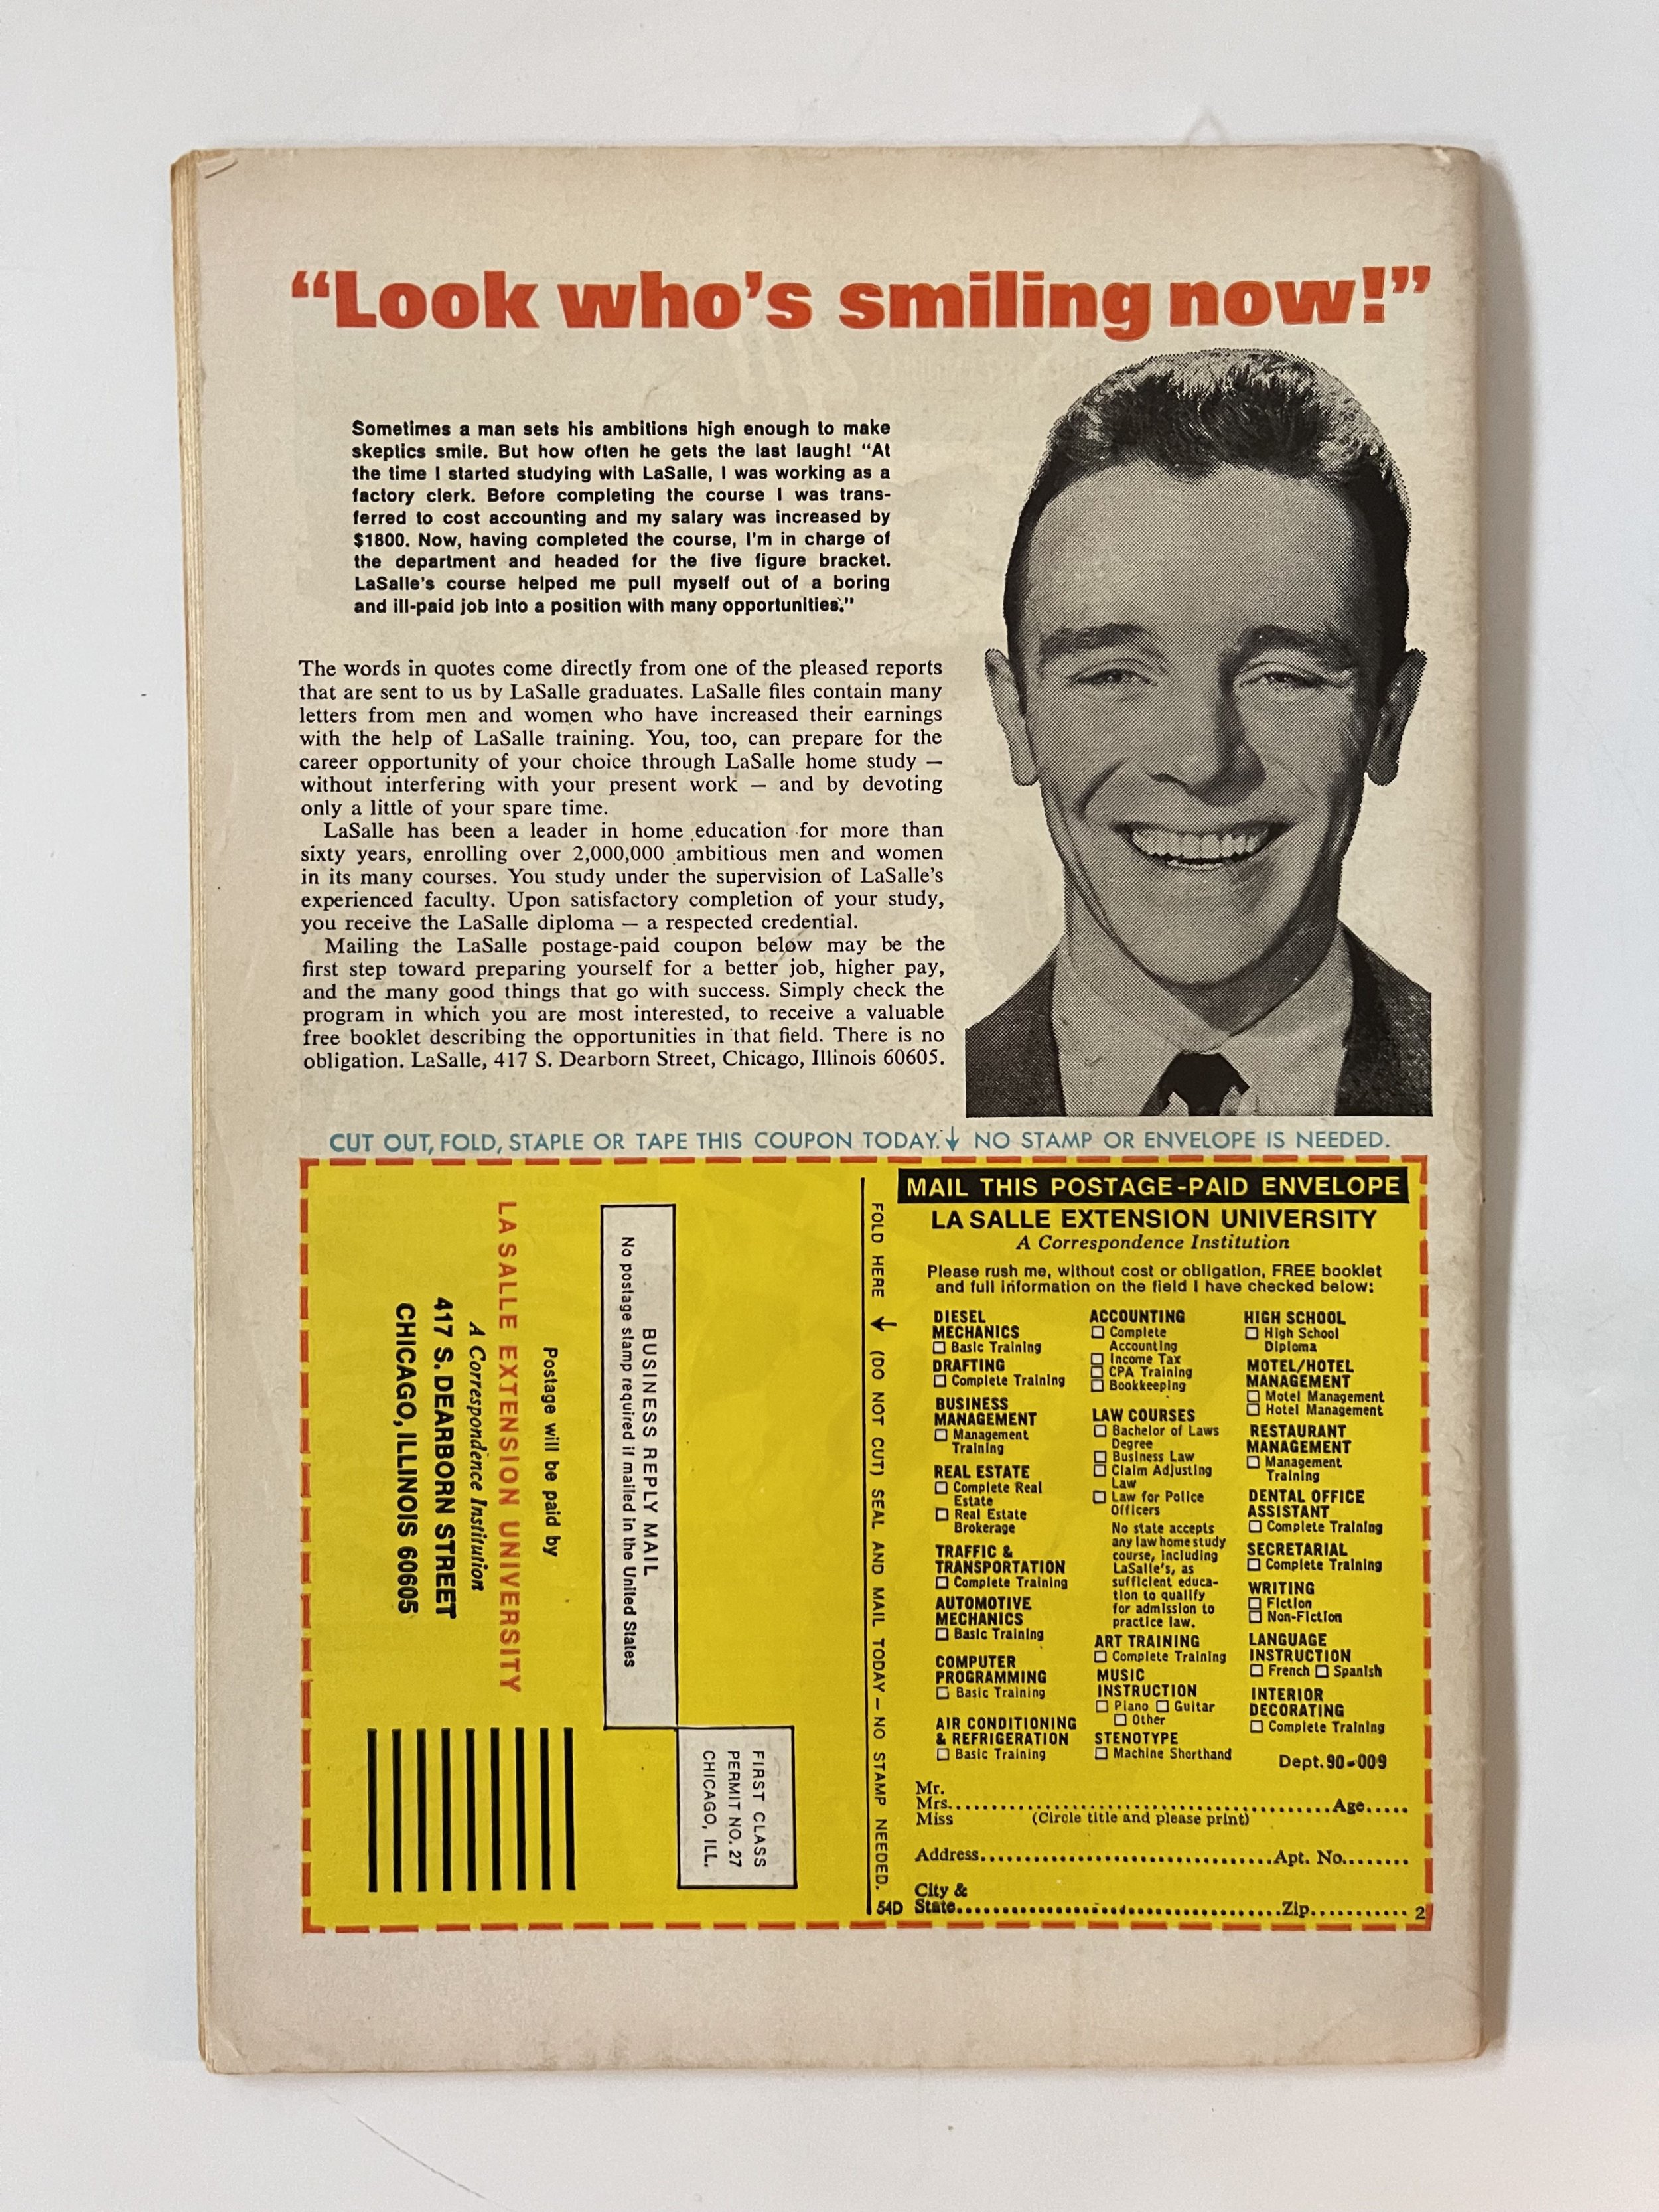 “Look who’s smiling now!”
Sometimes a man sets his ambitions high enough to make
skeptics smile. But how often he gets the last laugh! “At
the time I started studying with LaSalle, I was working as a
factory clerk. Before completing the course I was trans-
ferred to cost accounting and my salary was increased by
$1800. Now, having completed the course, I’m in charge of
the department and headed for the five figure bracket.
LaSalle’s course helped me pull myself out of a boring
and ill-paid job into a position with many opportunities.”
The words in quotes come directly from one of the pleased reports
that are sent to us by LaSalle graduates. LaSalle files contain many
letters from men and women who have increased their earnings
with the help of LaSalle training. You, too, can prepare for the
career opportunity of your choice through LaSalle home study —
without interfering with your present work — and by devoting
only a little of your spare time.
LaSalle has been a leader in home education for more than
sixty years, enrolling over 2,000,000 ambitious men and women
in its many courses. You study under the supervision of LaSalle’s
experienced faculty. Upon satisfactory completion of your study,
you receive the LaSalle diploma — a respected credential.
Mailing the LaSalle postage-paid coupon below may be the
first step toward preparing yourself for a better job, higher pay,
and the many good things that go with success. Simply check the
program in which you are most interested, to receive a valuable
free booklet describing the opportunities in that field. There is no
obligation. LaSalle, 417 S. Dearborn Street, Chicago, Illinois 60605.
CUT OUT, FOLD, STAPLE OR TAPE THIS COUPON TODAY. ↓ NO STAMP OR ENVELOPE IS NEEDED.
FIRST CLASS
PERMIT NO. 27
CHICAGO, ILL.
BUSINESS REPLY MAIL
No postage stamp required if mailed in the United States
Postage will be paid by
LA SALLE EXTENSION UNIVERSITY
A Correspondence Institution
417 S. DEARBORN STREET
CHICAGO, ILLINOIS 60605
FOLD HERE ↓ (DO NOT CUT) SEAL AND MAIL TODAY — NO STAMP NEEDED.
MAIL THIS POSTAGE-PAID ENVELOPE
LA SALLE EXTENSION UNIVERSITY
A Correspondence Institution
Please rush me, without cost or obligation, FREE booklet
and full information on the field I have checked below:
DIESEL
MECHANICS
☐ Basic Training
DRAFTING
☐ Complete Training
BUSINESS
MANAGEMENT
☐ Management
Training
REAL ESTATE
☐ Complete Real
Estate
☐ Real Estate
Brokerage
TRAFFIC &
TRANSPORTATION
☐ Complete Training
AUTOMOTIVE
MECHANICS
☐ Basic Training
COMPUTER
PROGRAMMING
☐ Basic Training
AIR CONDITIONING
& REFRIGERATION
☐ Basic Training
ACCOUNTING
☐ Complete
Accounting
☐ Income Tax
☐ CPA Training
☐ Bookkeeping
LAW COURSES
☐ Bachelor of Laws
Degree
☐ Business Law
☐ Claim Adjusting
Law
☐ Law for Police
Officers
No state accepts
any law home study
course, including
LaSalle’s, as
sufficient educa-
tion to qualify
for admission to
practice law.
ART TRAINING
☐ Complete Training
MUSIC
INSTRUCTION
☐ Piano ☐ Guitar
☐ Other
STENOTYPE
☐ Machine Shorthand
HIGH SCHOOL
☐ High School
Diploma
MOTEL/HOTEL
MANAGEMENT
☐ Motel Management
☐ Hotel Management
RESTAURANT
MANAGEMENT
☐ Management
Training
DENTAL OFFICE
ASSISTANT
☐ Complete Training
SECRETARIAL
☐ Complete Training
WRITING
☐ Fiction
☐ Non-Fiction
LANGUAGE
INSTRUCTION
☐ French ☐ Spanish
INTERIOR
DECORATING
☐ Complete Training
Dept. 90-009
Mr.
Mrs. Age
Miss (Circle title and please print)
Address Apt. No.
City &
54D State Zip 2